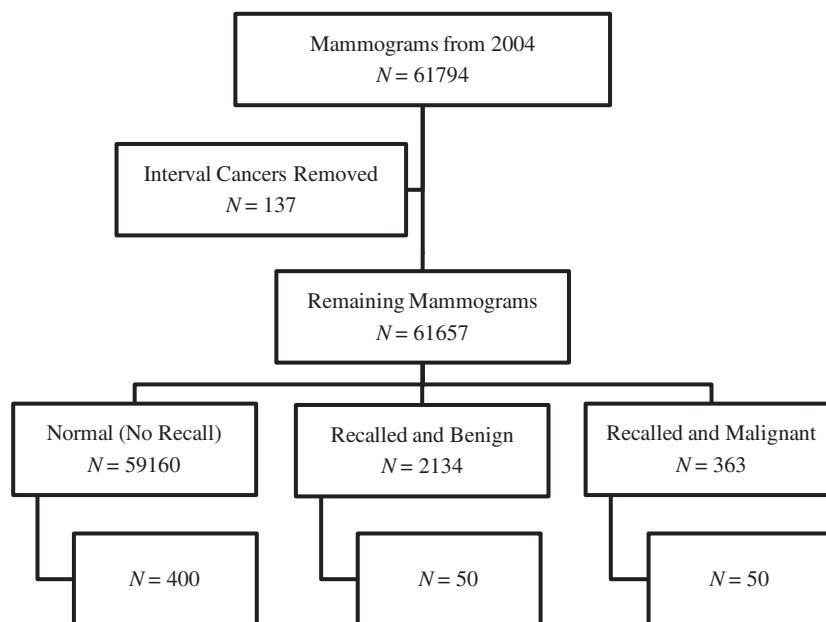 Mammograms from 2004
N = 61794
Interval Cancers Removed
N = 137
Remaining Mammograms
N = 61657
Normal (No Recall)
N = 59160
Recalled and Benign
N = 2134
Recalled and Malignant
N = 363
N = 400
N = 50
N = 50